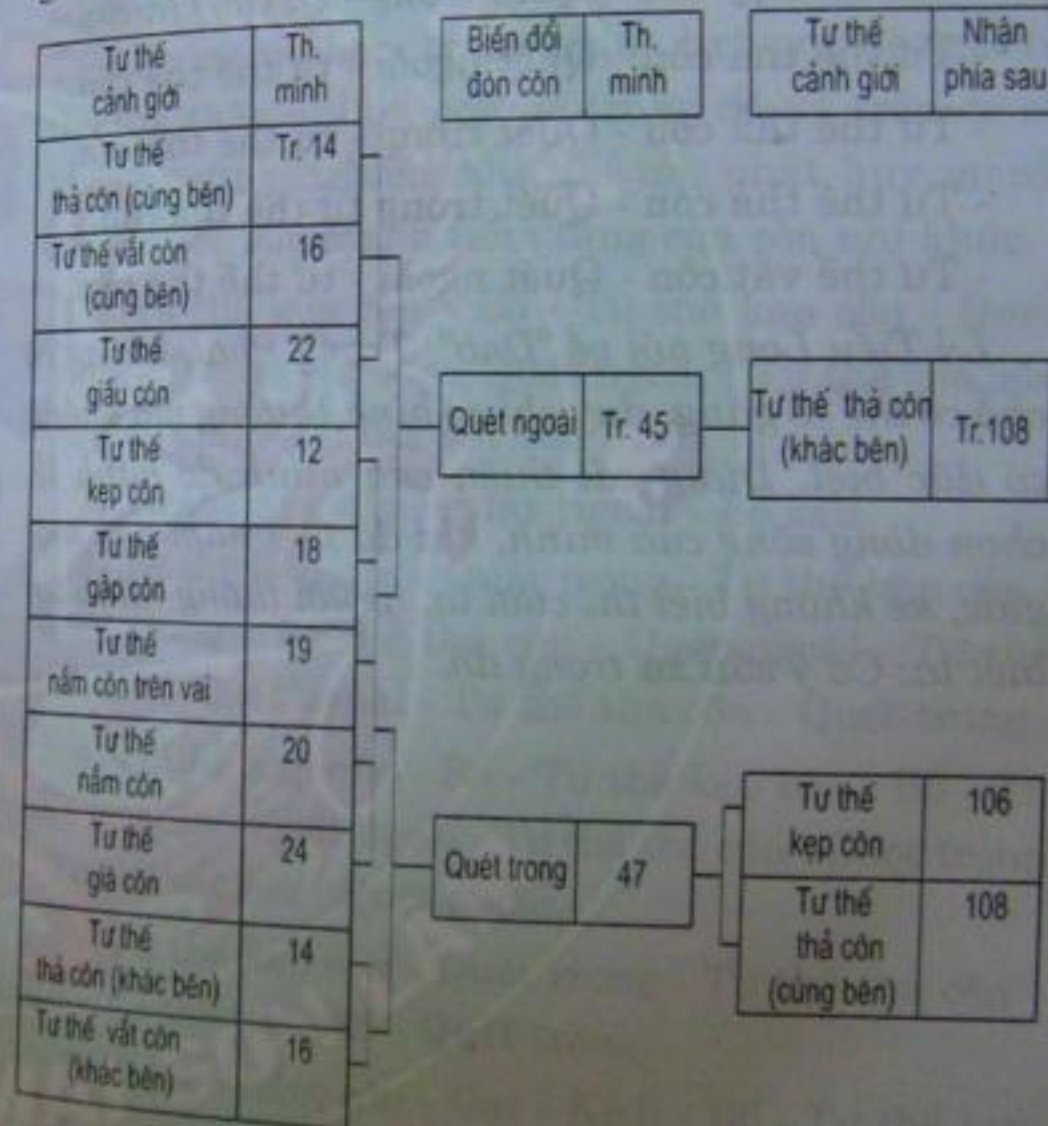 Tư thế
cảnh giới
Th.
minh
Biến đổi
đòn côn
Th.
minh
Tư thế
cảnh giới
Nhận
phía sau
Tư thế
thả côn (cùng bên)
Tr. 14
Tư thế vắt côn
(cùng bên)
16
Tư thế
giấu côn
22
Tư thế
kẹp côn
12
Tư thế
gập côn
18
Tư thế
nắm côn trên vai
19
Tư thế
nắm côn
20
Tư thế
giả côn
24
Tư thế
thả côn (khác bên)
14
Tư thế vắt côn
(khác bên)
16
Quét ngoài
Tr. 45
Tư thế thả côn
(khác bên)
Tr.108
Quét trong
47
Tư thế
kẹp côn
106
Tư thế
thả côn
(cùng bên)
108